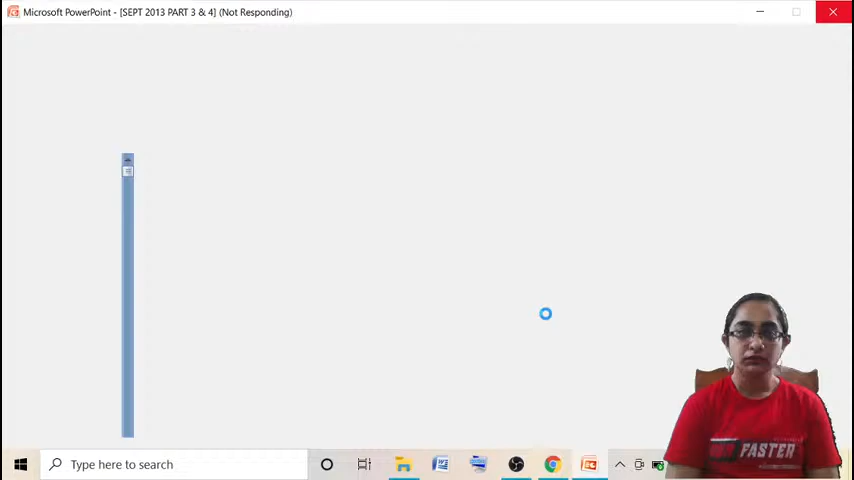 Microsoft PowerPoint - [SEPT 2013 PART 3 & 4] (Not Responding)
FASTER
Type here to search